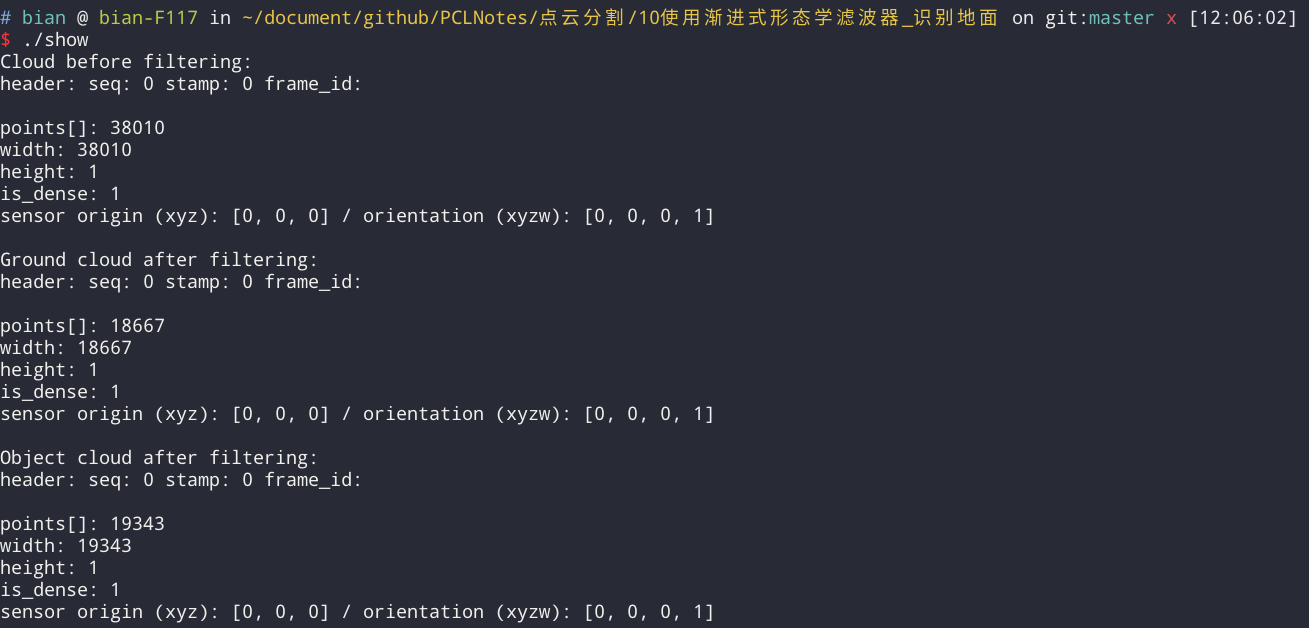 # bian @ bian-F117 in ~/document/github/PCLNotes/点云分割/10使用渐进式形态学滤波器_识别地面 on git:master x [12:06:02]
$ ./show
Cloud before filtering:
header: seq: 0 stamp: 0 frame_id:
points[]: 38010
width: 38010
height: 1
is_dense: 1
sensor origin (xyz): [0, 0, 0] / orientation (xyzw): [0, 0, 0, 1]
Ground cloud after filtering:
header: seq: 0 stamp: 0 frame_id:
points[]: 18667
width: 18667
height: 1
is_dense: 1
sensor origin (xyz): [0, 0, 0] / orientation (xyzw): [0, 0, 0, 1]
Object cloud after filtering:
header: seq: 0 stamp: 0 frame_id:
points[]: 19343
width: 19343
height: 1
is_dense: 1
sensor origin (xyz): [0, 0, 0] / orientation (xyzw): [0, 0, 0, 1]